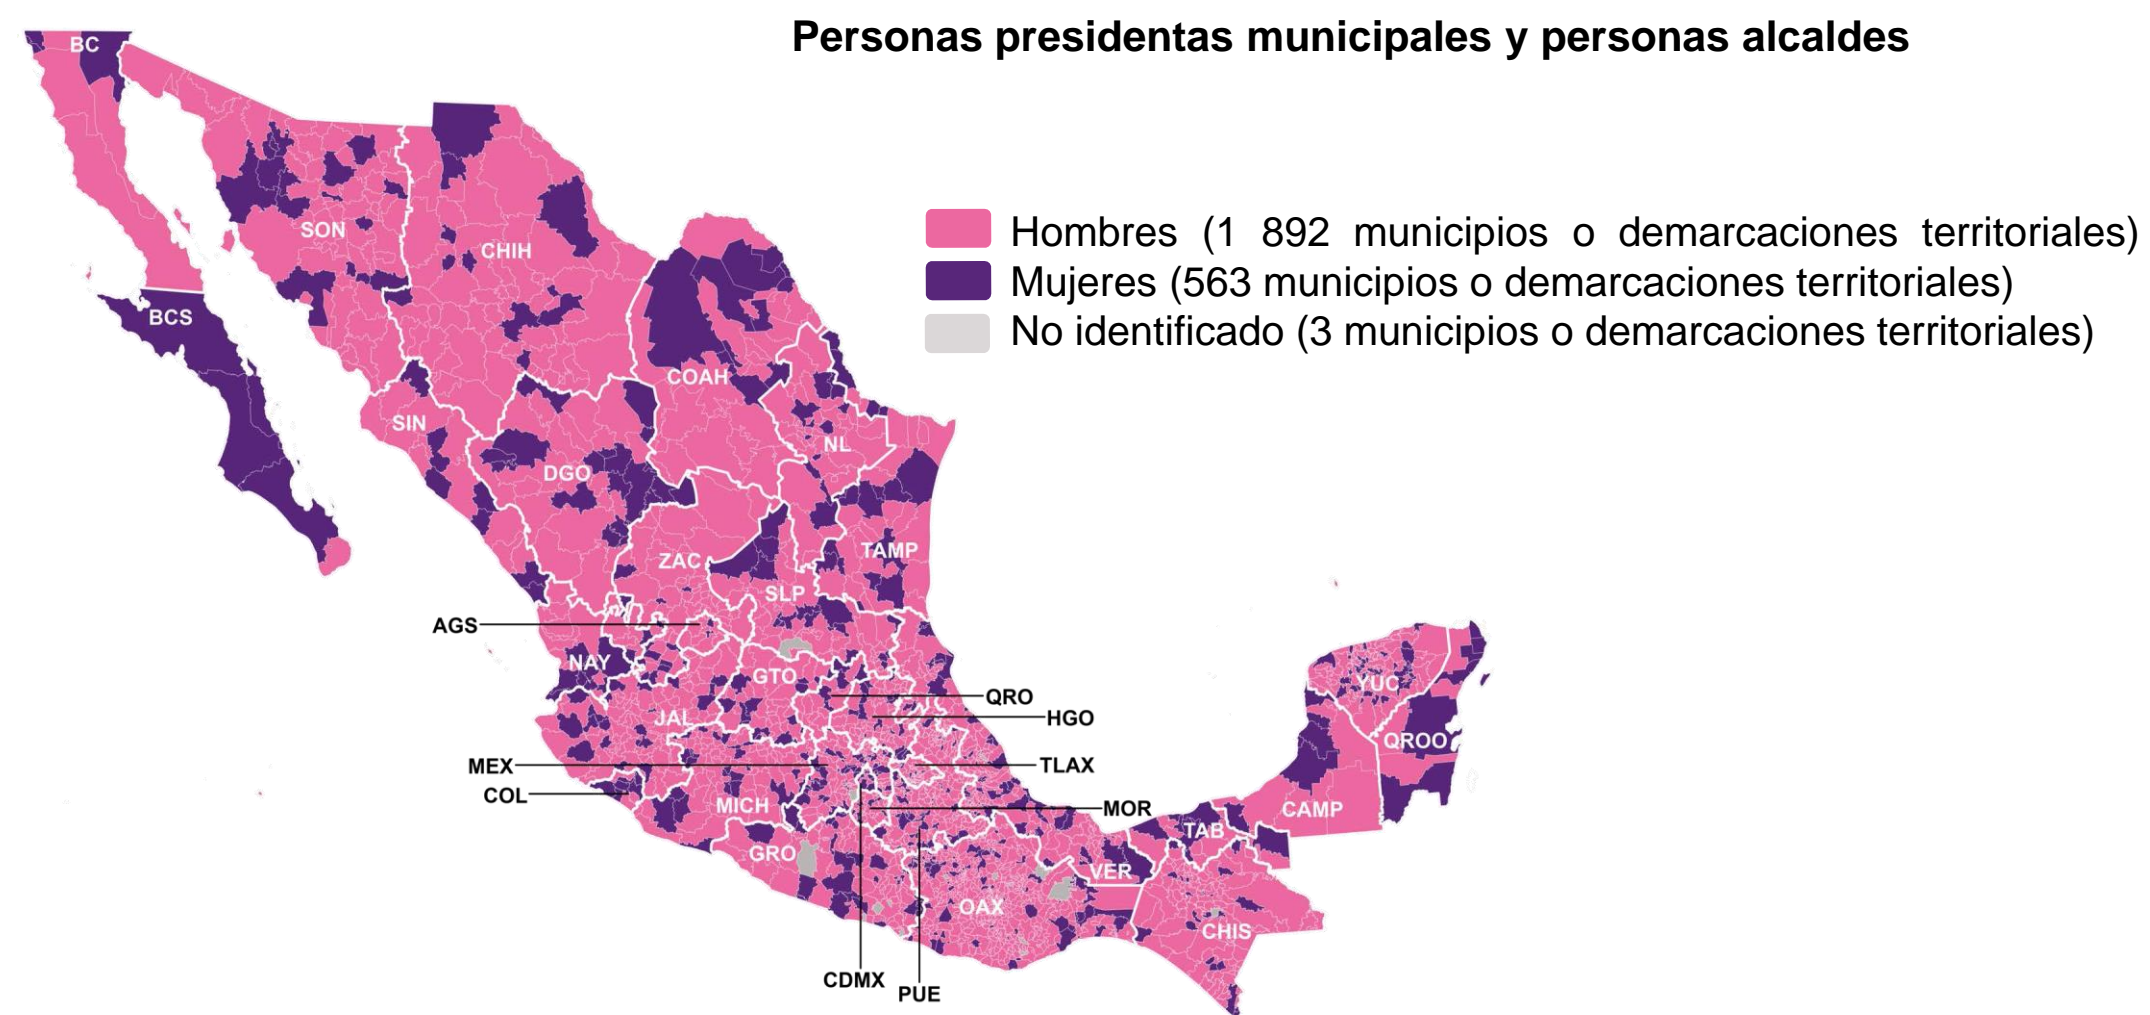 Personas presidentas municipales y personas alcaldes
Hombres (1 892 municipios o demarcaciones territoriales)
Mujeres (563 municipios o demarcaciones territoriales)
No identificado (3 municipios o demarcaciones territoriales)
BC
SON
CHIH
BCS
COAH
SIN
NL
DGO
ZAC
TAMP
SLP
AGS
NAY
GTO
YUC
QRO
JAL
HGO
QROO
MEX
TLAX
COL
MICH
MOR
CAMP
TAB
GRO
VER
OAX
CHIS
CDMX
PUE